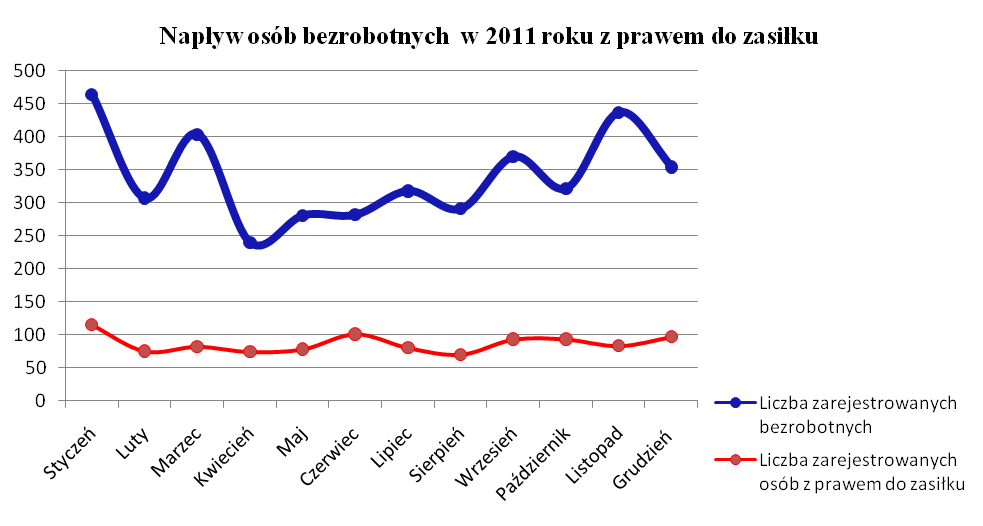 Napływ osób bezrobotnych w 2011 roku z prawem do zasiłku
500
450
400
350
300
250
200
150
100
50
0
Styczeń
Luty
Marzec
Kwiecień
Maj
Czerwiec
Lipiec
Sierpień
Wrzesień
Październik
Listopad
Grudzień
Liczba zarejestrowanych
bezrobotnych
Liczba zarejestrowanych
osób z prawem do zasiłku